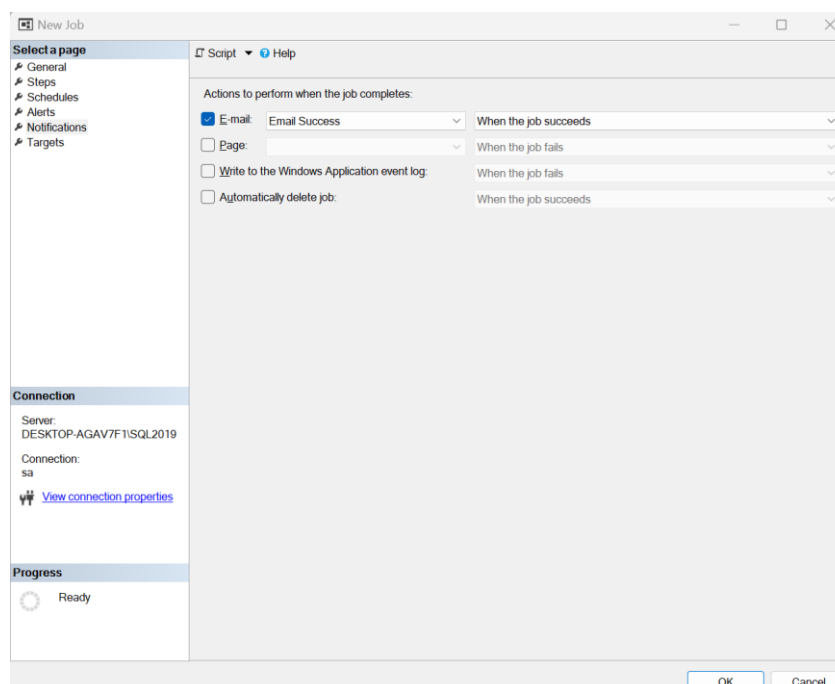 New Job
Select a page
General
Steps
Schedules
Alerts
Notifications
Targets
Script Help
Actions to perform when the job completes:
E-mail: Email Success When the job succeeds
Page: When the job fails
Write to the Windows Application event log: When the job fails
Automatically delete job: When the job succeeds
Connection
Server:
DESKTOP-AGAV7F1\SQL2019
Connection:
sa
View connection properties
Progress
Ready
OK Cancel